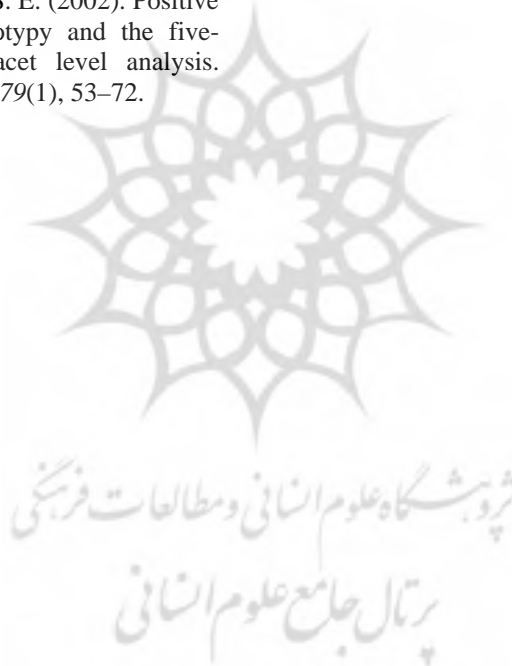 S. E. (2002). Positive
otypy and the five-
acet level analysis.
79(1), 53–72.
پژوهشگاه علوم انسانی و مطالعات فرهنگی
پرتال جامع علوم انسانی